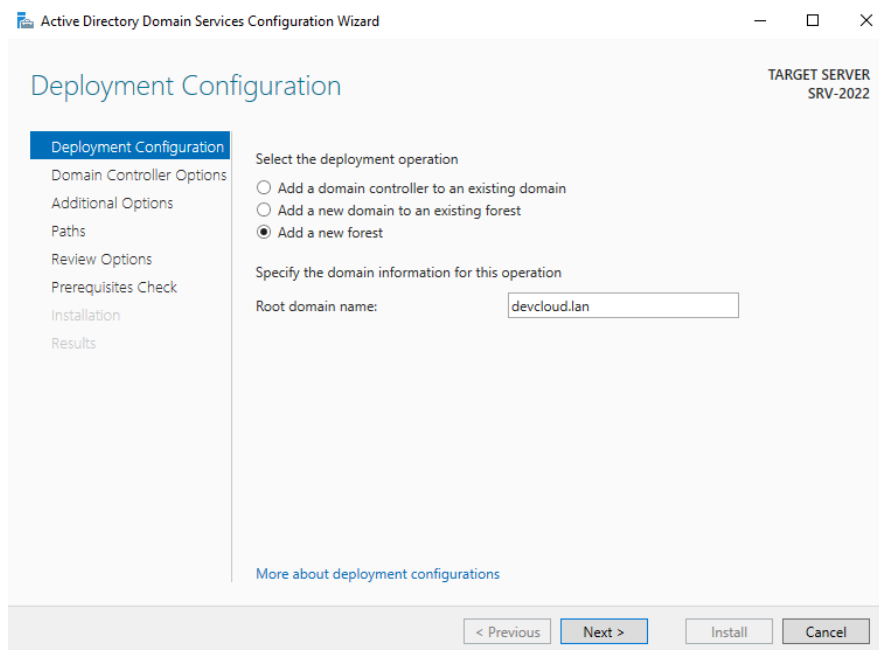 Active Directory Domain Services Configuration Wizard
Deployment Configuration
TARGET SERVER
SRV-2022
Deployment Configuration
Domain Controller Options
Additional Options
Paths
Review Options
Prerequisites Check
Installation
Results
Select the deployment operation
Add a domain controller to an existing domain
Add a new domain to an existing forest
Add a new forest
Specify the domain information for this operation
Root domain name:
devcloud.lan
More about deployment configurations
< Previous
Next >
Install
Cancel